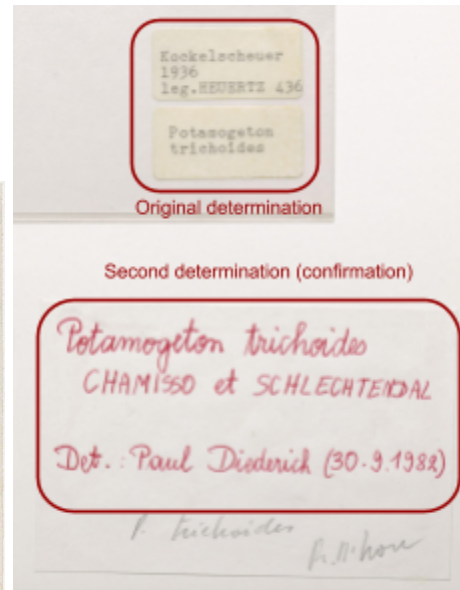 Kockelscheuer
1936
leg.HEUERTZ 436
Potamogeton
trichoides
Original determination
Second determination (confirmation)
Potamogeton trichoides
CHAMISSO et SCHLECHTENDAL
Det.: Paul Diederich (30.9.1982)
P. trichoides